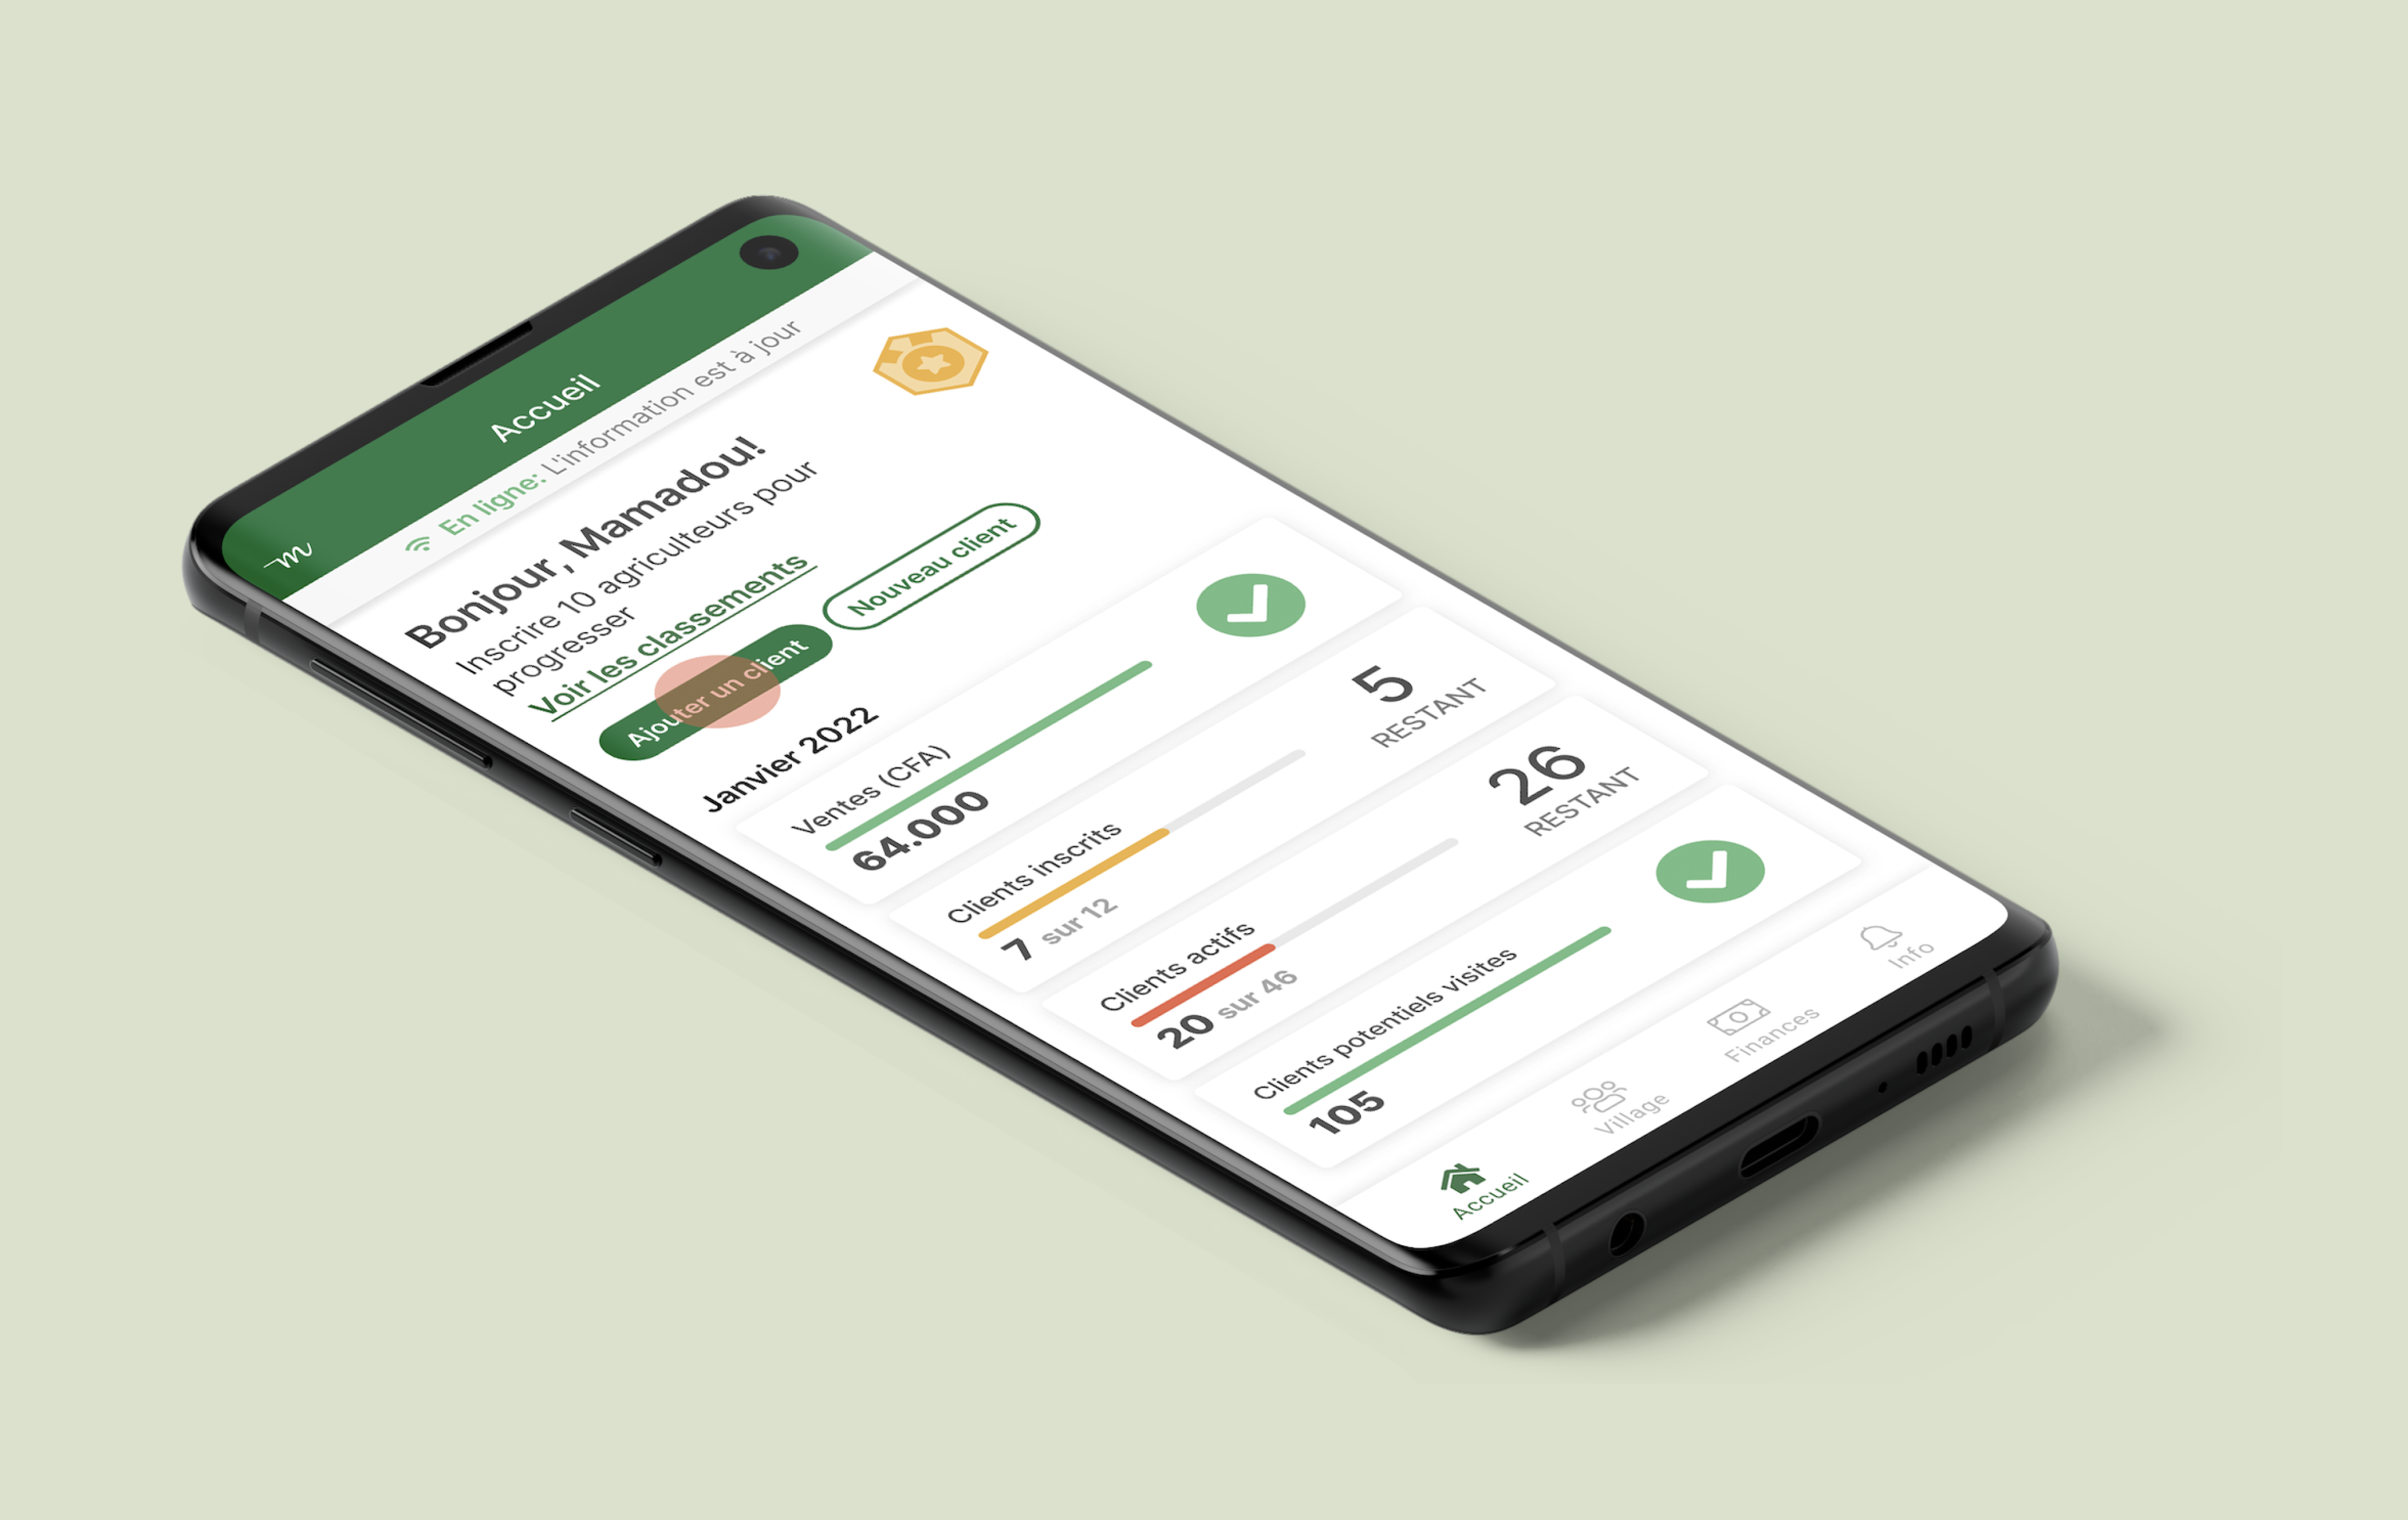 Accueil
m
En ligne: L'information est à jour
Bonjour, Mamadou!
Inscrire 10 agriculteurs pour
progresser
Voir les classements
Ajouter un client
Nouveau client
Janvier 2022
Ventes (CFA)
64.000
Clients inscrits
7 sur 12
5
RESTANT
Clients actifs
20 sur 46
26
RESTANT
Clients potentiels visites
105
Accueil
Village
Finances
Info